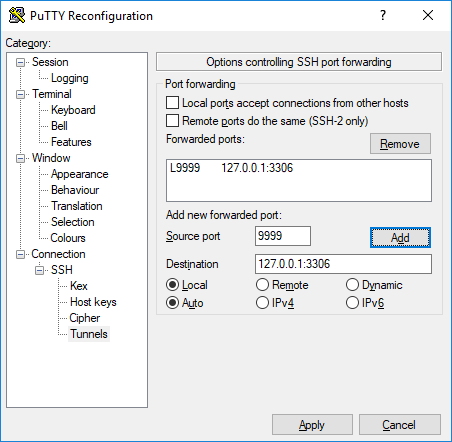 PuTTY Reconfiguration
?
Category:
Session
Logging
Terminal
Keyboard
Bell
Features
Window
Appearance
Behaviour
Translation
Selection
Colours
Connection
SSH
Kex
Host keys
Cipher
Tunnels
Options controlling SSH port forwarding
Port forwarding
Local ports accept connections from other hosts
Remote ports do the same (SSH-2 only)
Forwarded ports:
Remove
L9999 127.0.0.1:3306
Add new forwarded port:
Source port 9999 Add
Destination 127.0.0.1:3306
Local Remote Dynamic
Auto IPv4 IPv6
Apply Cancel